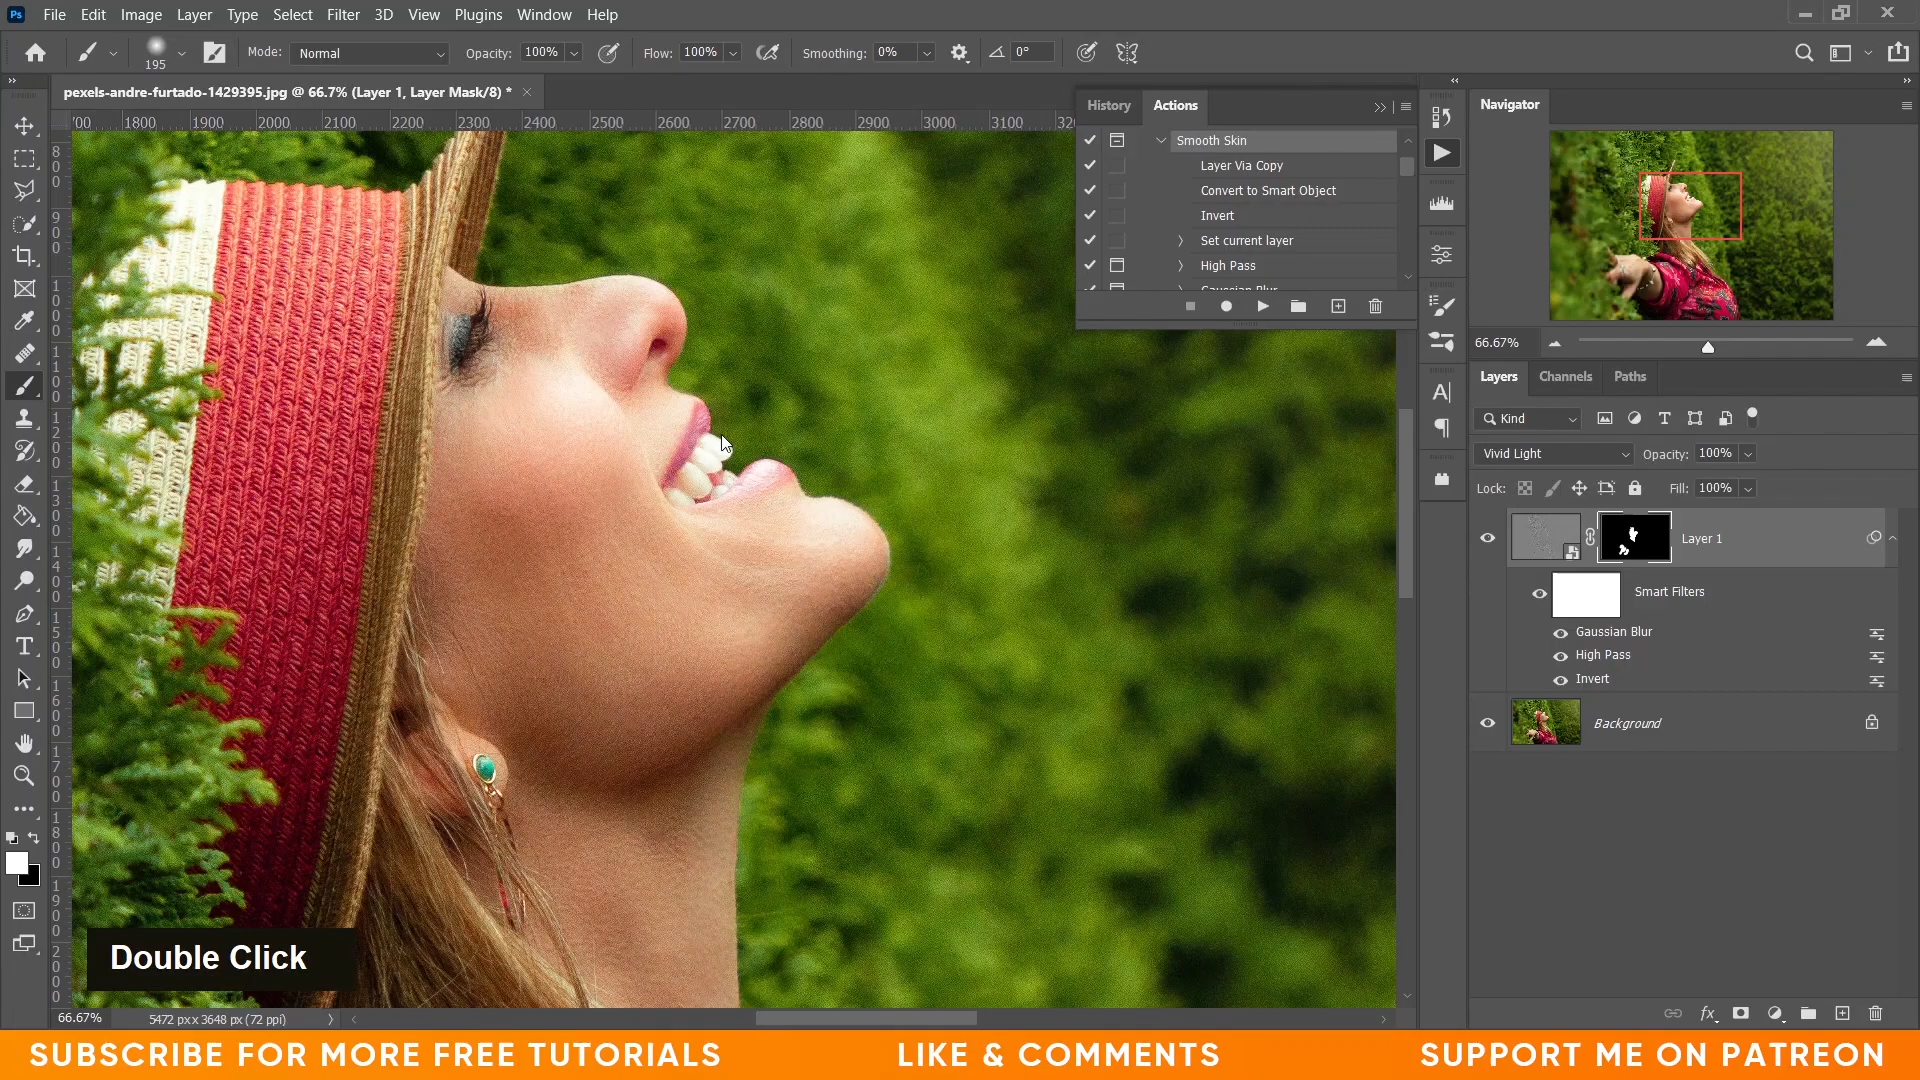 Ps File Edit Image Layer Type Select Filter 3D View Plugins Window Help
195 Mode: Normal Opacity: 100% Flow: 100% Smoothing: 0% 0°
pexels-andre-furtado-1429395.jpg @ 66.7% (Layer 1, Layer Mask/8) *
1800 1900 2000 2100 2200 2300 2400 2500 2600 2700 2800 2900 3000 3100
History Actions
Smooth Skin
Layer Via Copy
Convert to Smart Object
Invert
Set current layer
High Pass
Gaussian Blur
Navigator
66.67%
Layers Channels Paths
Kind
Vivid Light Opacity: 100%
Lock: Fill: 100%
Layer 1
Smart Filters
Gaussian Blur
High Pass
Invert
Background
Double Click
66.67% 5472 px x 3648 px (72 ppi)
SUBSCRIBE FOR MORE FREE TUTORIALS LIKE & COMMENTS SUPPORT ME ON PATREON